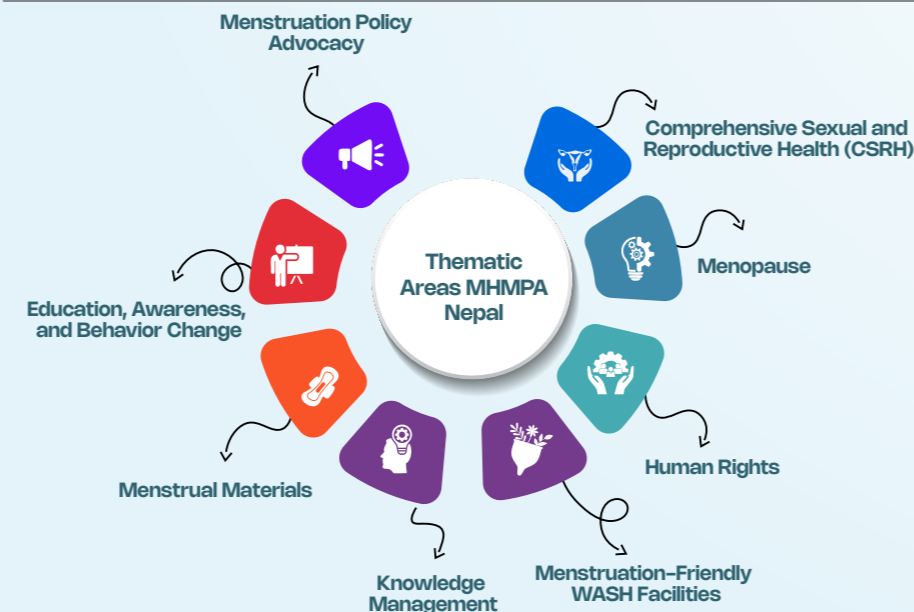 Menstruation Policy
Advocacy
Comprehensive Sexual and
Reproductive Health (CSRH)
Thematic
Areas MHMPA
Nepal
Menopause
Education, Awareness,
and Behavior Change
Human Rights
Menstrual Materials
Menstruation-Friendly
WASH Facilities
Knowledge
Management